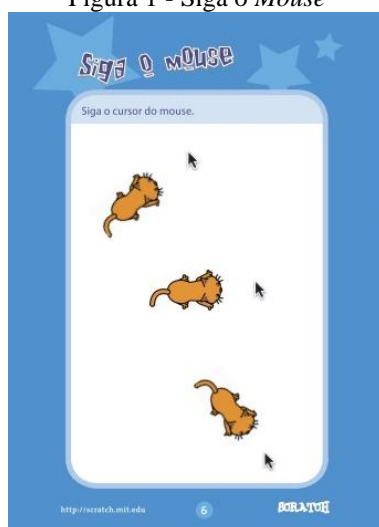 Figura 1 - Siga o Mouse
Siga o mouse
Siga o cursor do mouse.
http://scratch.mit.edu 6 SCRATCH